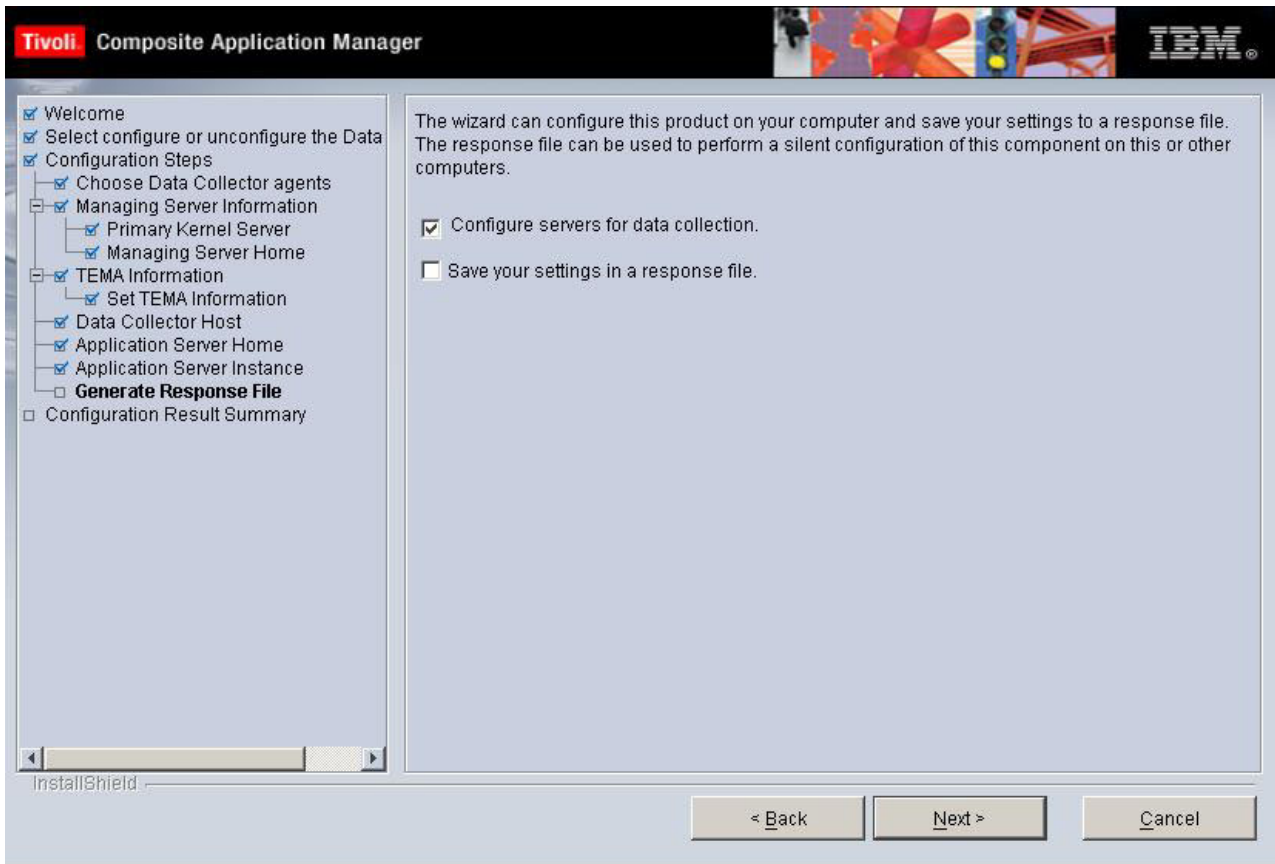 Tivoli. Composite Application Manager
IBM®
Welcome
Select configure or unconfigure the Data
Configuration Steps
Choose Data Collector agents
Managing Server Information
Primary Kernel Server
Managing Server Home
TEMA Information
Set TEMA Information
Data Collector Host
Application Server Home
Application Server Instance
Generate Response File
Configuration Result Summary
The wizard can configure this product on your computer and save your settings to a response file.
The response file can be used to perform a silent configuration of this component on this or other
computers.
Configure servers for data collection.
Save your settings in a response file.
InstallShield
< Back
Next >
Cancel